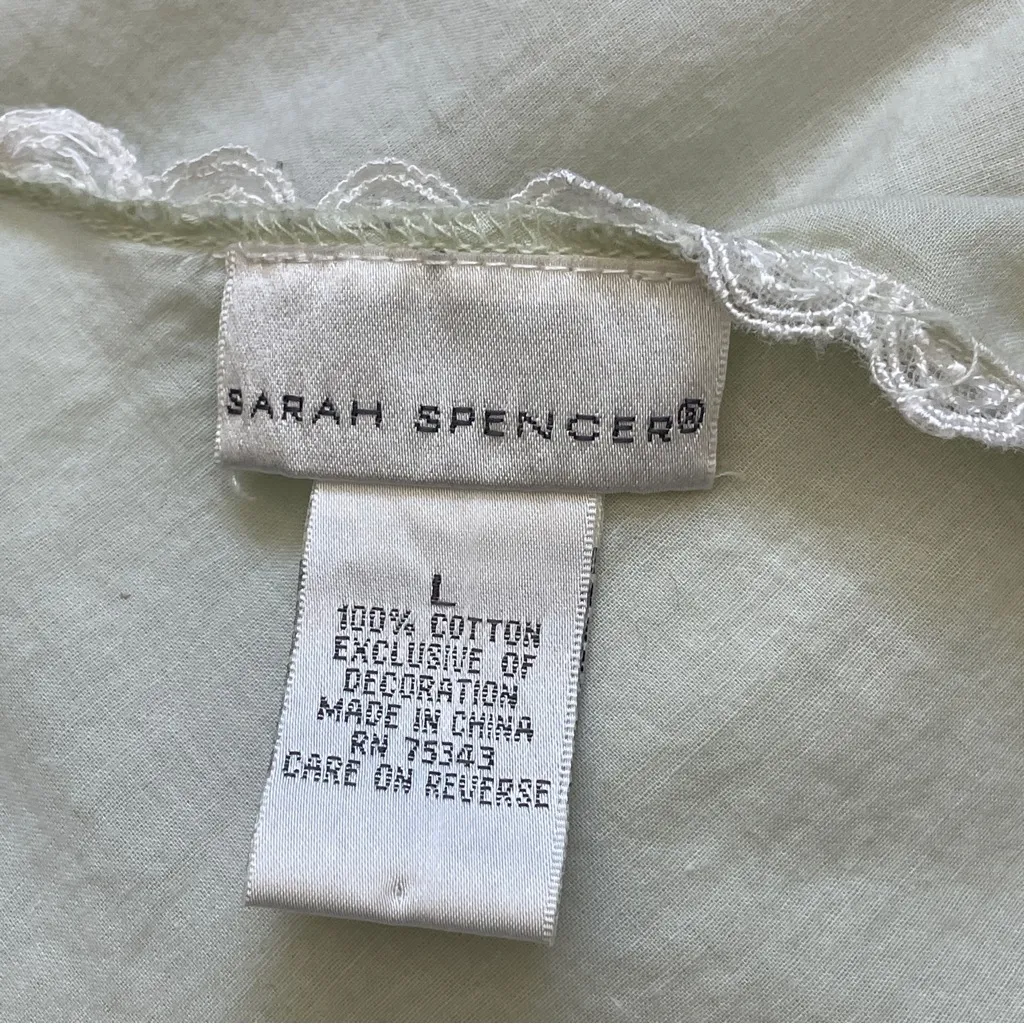 SARAH SPENCER®
L
100% COTTON
EXCLUSIVE OF
DECORATION
MADE IN CHINA
RN 75343
CARE ON REVERSE